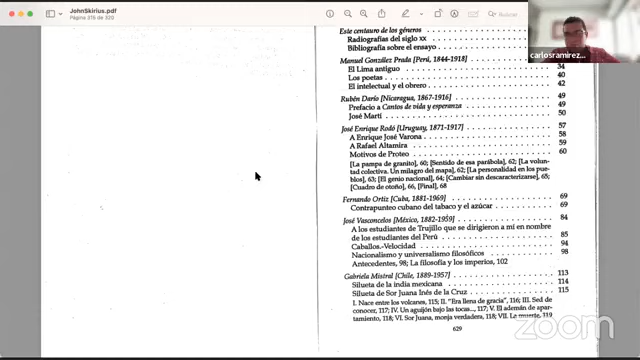 JohnSkirius.pdf
Página 315 de 320
Buscar
carlosramirez...
Este centauro de los géneros
Radiografías del siglo XX
Bibliografía sobre el ensayo
Manuel González Prada [Perú, 1844-1918] 34
El Lima antiguo 34
Los poetas 40
El intelectual y el obrero 42
Rubén Darío [Nicaragua, 1867-1916] 49
Prefacio a Cantos de vida y esperanza 49
José Martí 50
José Enrique Rodó [Uruguay, 1871-1917] 57
A Enrique José Varona 58
A Rafael Altamira 59
Motivos de Proteo 60
[La pampa de granito], 60; [Sentido de esa parábola], 62; [La volun-
tad colectiva. Un milagro del mapa], 62; [La personalidad en los pue-
blos], 63; [El genio nacional], 64; [Cambiar sin descaracterizarse], 65;
[Cuadro de otoño], 66, [Final], 68
Fernando Ortiz [Cuba, 1881-1969] 69
Contrapunteo cubano del tabaco y el azúcar 69
José Vasconcelos [México, 1882-1959] 84
A los estudiantes de Trujillo que se dirigieron a mí en nombre
de los estudiantes del Perú 85
Caballos.-Velocidad 94
Nacionalismo y universalismo filosóficos 98
Antecedentes, 98; La filosofía y los imperios, 102
Gabriela Mistral [Chile, 1889-1957] 113
Silueta de la india mexicana 114
Silueta de Sor Juana Inés de la Cruz 115
I. Nace entre los volcanes, 115; II. "Era llena de gracia", 116; III. Sed de
conocer, 117; IV. Un aguijón bajo las tocas..., 117; V. El ademán de apar-
tamiento, 118; VI. Sor Juana, monja verdadera, 118; VII. La muerte, 119
629
zoom